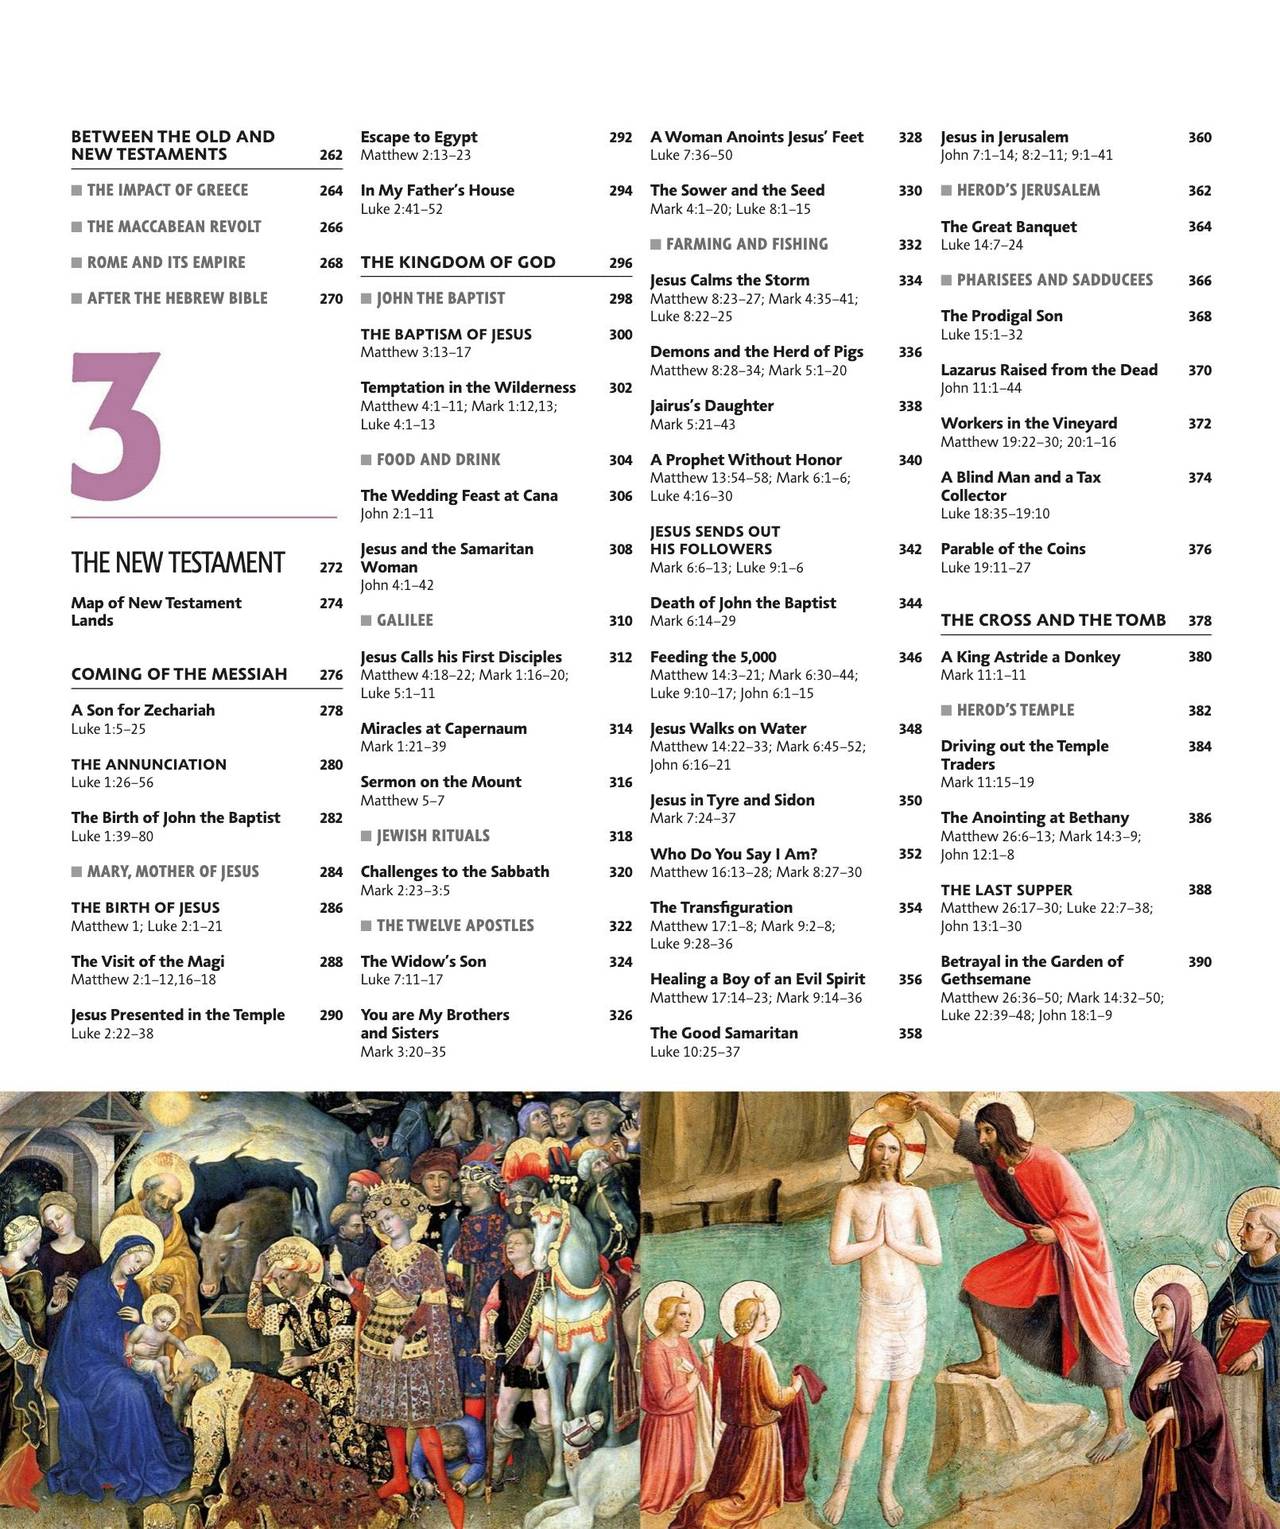 BETWEEN THE OLD AND
NEW TESTAMENTS 262
■ THE IMPACT OF GREECE 264
■ THE MACCABEAN REVOLT 266
■ ROME AND ITS EMPIRE 268
■ AFTER THE HEBREW BIBLE 270
3
THE NEW TESTAMENT 272
Map of New Testament 274
Lands
COMING OF THE MESSIAH 276
A Son for Zechariah 278
Luke 1:5–25
THE ANNUNCIATION 280
Luke 1:26–56
The Birth of John the Baptist 282
Luke 1:39–80
■ MARY, MOTHER OF JESUS 284
THE BIRTH OF JESUS 286
Matthew 1; Luke 2:1–21
The Visit of the Magi 288
Matthew 2:1–12,16–18
Jesus Presented in the Temple 290
Luke 2:22–38
Escape to Egypt 292
Matthew 2:13–23
In My Father's House 294
Luke 2:41–52
THE KINGDOM OF GOD 296
■ JOHN THE BAPTIST 298
THE BAPTISM OF JESUS 300
Matthew 3:13–17
Temptation in the Wilderness 302
Matthew 4:1–11; Mark 1:12,13;
Luke 4:1–13
■ FOOD AND DRINK 304
The Wedding Feast at Cana 306
John 2:1–11
Jesus and the Samaritan 308
Woman
John 4:1–42
■ GALILEE 310
Jesus Calls his First Disciples 312
Matthew 4:18–22; Mark 1:16–20;
Luke 5:1–11
Miracles at Capernaum 314
Mark 1:21–39
Sermon on the Mount 316
Matthew 5–7
■ JEWISH RITUALS 318
Challenges to the Sabbath 320
Mark 2:23–3:5
■ THE TWELVE APOSTLES 322
The Widow's Son 324
Luke 7:11–17
You are My Brothers 326
and Sisters
Mark 3:20–35
A Woman Anoints Jesus' Feet 328
Luke 7:36–50
The Sower and the Seed 330
Mark 4:1–20; Luke 8:1–15
■ FARMING AND FISHING 332
Jesus Calms the Storm 334
Matthew 8:23–27; Mark 4:35–41;
Luke 8:22–25
Demons and the Herd of Pigs 336
Matthew 8:28–34; Mark 5:1–20
Jairus's Daughter 338
Mark 5:21–43
A Prophet Without Honor 340
Matthew 13:54–58; Mark 6:1–6;
Luke 4:16–30
JESUS SENDS OUT
HIS FOLLOWERS 342
Mark 6:6–13; Luke 9:1–6
Death of John the Baptist 344
Mark 6:14–29
Feeding the 5,000 346
Matthew 14:3–21; Mark 6:30–44;
Luke 9:10–17; John 6:1–15
Jesus Walks on Water 348
Matthew 14:22–33; Mark 6:45–52;
John 6:16–21
Jesus in Tyre and Sidon 350
Mark 7:24–37
Who Do You Say I Am? 352
Matthew 16:13–28; Mark 8:27–30
The Transfiguration 354
Matthew 17:1–8; Mark 9:2–8;
Luke 9:28–36
Healing a Boy of an Evil Spirit 356
Matthew 17:14–23; Mark 9:14–36
The Good Samaritan 358
Luke 10:25–37
Jesus in Jerusalem 360
John 7:1–14; 8:2–11; 9:1–41
■ HEROD'S JERUSALEM 362
The Great Banquet 364
Luke 14:7–24
■ PHARISEES AND SADDUCEES 366
The Prodigal Son 368
Luke 15:1–32
Lazarus Raised from the Dead 370
John 11:1–44
Workers in the Vineyard 372
Matthew 19:22–30; 20:1–16
A Blind Man and a Tax 374
Collector
Luke 18:35–19:10
Parable of the Coins 376
Luke 19:11–27
THE CROSS AND THE TOMB 378
A King Astride a Donkey 380
Mark 11:1–11
■ HEROD'S TEMPLE 382
Driving out the Temple 384
Traders
Mark 11:15–19
The Anointing at Bethany 386
Matthew 26:6–13; Mark 14:3–9;
John 12:1–8
THE LAST SUPPER 388
Matthew 26:17–30; Luke 22:7–38;
John 13:1–30
Betrayal in the Garden of 390
Gethsemane
Matthew 26:36–50; Mark 14:32–50;
Luke 22:39–48; John 18:1–9